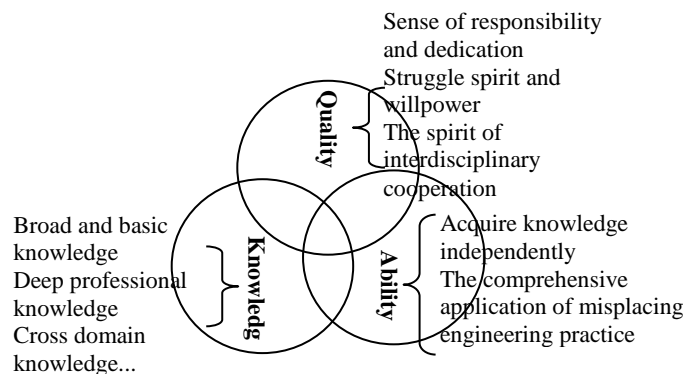 Sense of responsibility
and dedication
Struggle spirit and
willpower
The spirit of
interdisciplinary
cooperation
Quality
Broad and basic
knowledge
Deep professional
knowledge
Cross domain
knowledge...
Knowledg
Ability
Acquire knowledge
independently
The comprehensive
application of misplacing
engineering practice